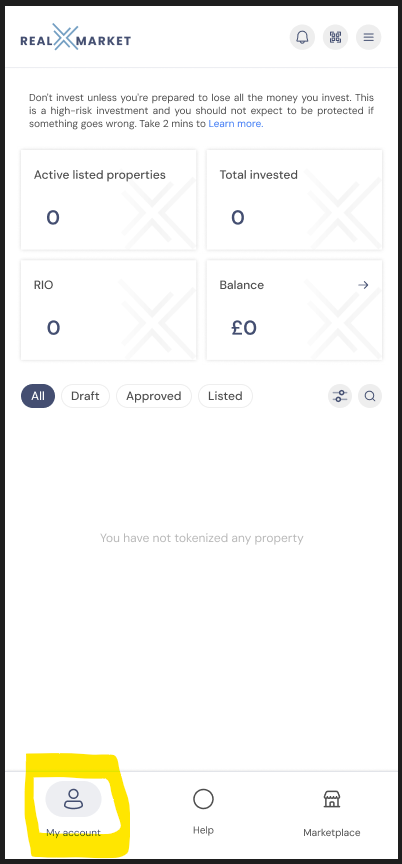 REAL X MARKET
Don't invest unless you're prepared to lose all the money you invest. This
is a high-risk investment and you should not expect to be protected if
something goes wrong. Take 2 mins to Learn more.
Active listed properties
0
Total invested
0
RIO
0
Balance
£0
All
Draft
Approved
Listed
You have not tokenized any property
My account
Help
Marketplace